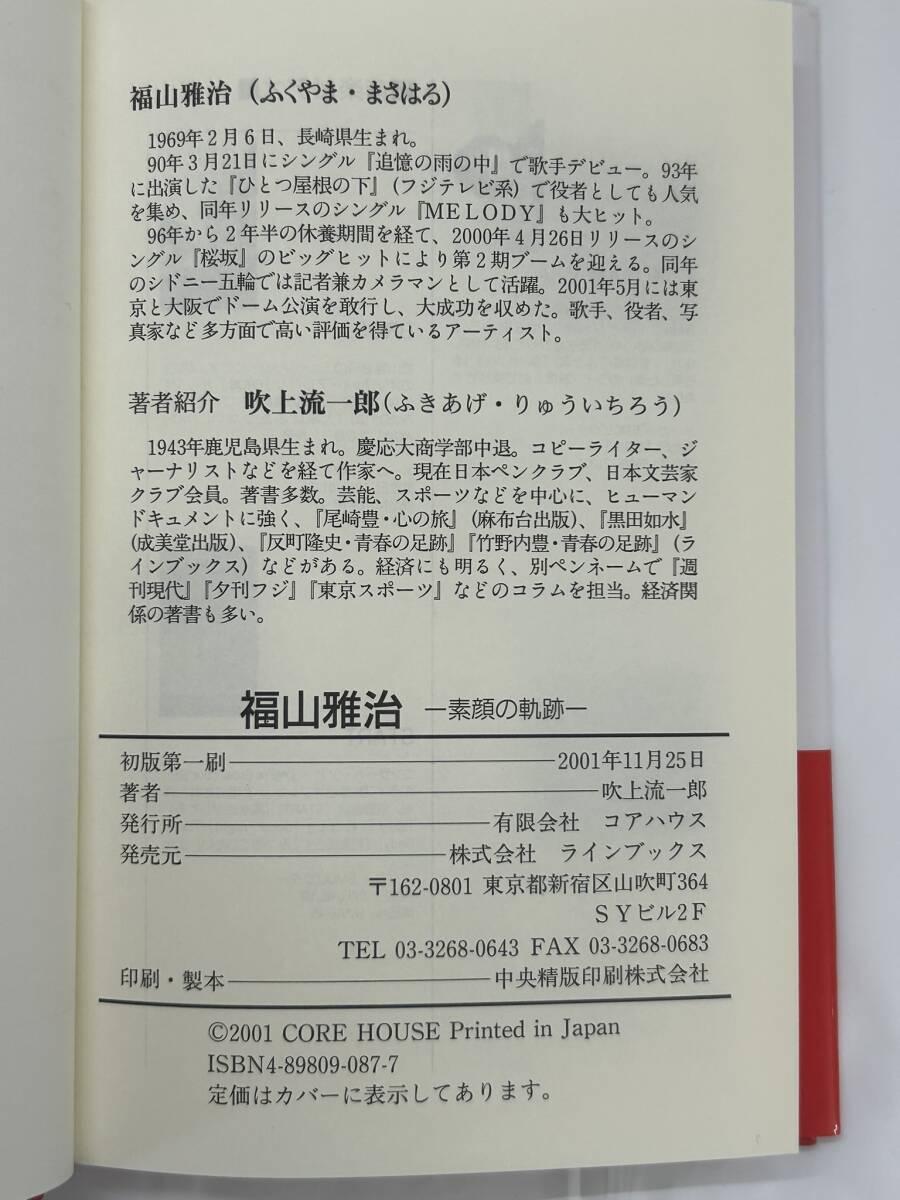 福山雅治(ふくやま・まさはる)
1969年2月6日、長崎県生まれ。
90年3月21日にシングル『追憶の雨の中』で歌手デビュー。93年
に出演した『ひとつ屋根の下』(フジテレビ系)で役者としても人気
を集め、同年リリースのシングル『MELODY』も大ヒット。
96年から2年半の休養期間を経て、2000年4月26日リリースのシ
ングル『桜坂』のビッグヒットにより第2期ブームを迎える。同年
のシドニー五輪では記者兼カメラマンとして活躍。2001年5月には東
京と大阪でドーム公演を敢行し、大成功を収めた。歌手、役者、写
真家など多方面で高い評価を得ているアーティスト。
著者紹介 吹上流一郎(ふきあげ・りゅういちろう)
1943年鹿児島県生まれ。慶応大商学部中退。コピーライター、ジ
ャーナリストなどを経て作家へ。現在日本ペンクラブ、日本文芸家
クラブ会員。著書多数。芸能、スポーツなどを中心に、ヒューマン
ドキュメントに強く、『尾崎豊・心の旅』(麻布台出版)、『黒田如水』
(成美堂出版)、『反町隆史・青春の足跡』『竹野内豊・青春の足跡』(ラ
インブックス)などがある。経済にも明るく、別ペンネームで『週
刊現代』『夕刊フジ』『東京スポーツ』などのコラムを担当。経済関
係の著書も多い。
福山雅治 ―素顔の軌跡―
初版第一刷――2001年11月25日
著者――吹上流一郎
発行所――有限会社 コアハウス
発売元――株式会社 ラインブックス
〒162-0801 東京都新宿区山吹町364
SYビル2F
TEL 03-3268-0643 FAX 03-3268-0683
印刷・製本――中央精版印刷株式会社
©2001 CORE HOUSE Printed in Japan
ISBN4-89809-087-7
定価はカバーに表示してあります。